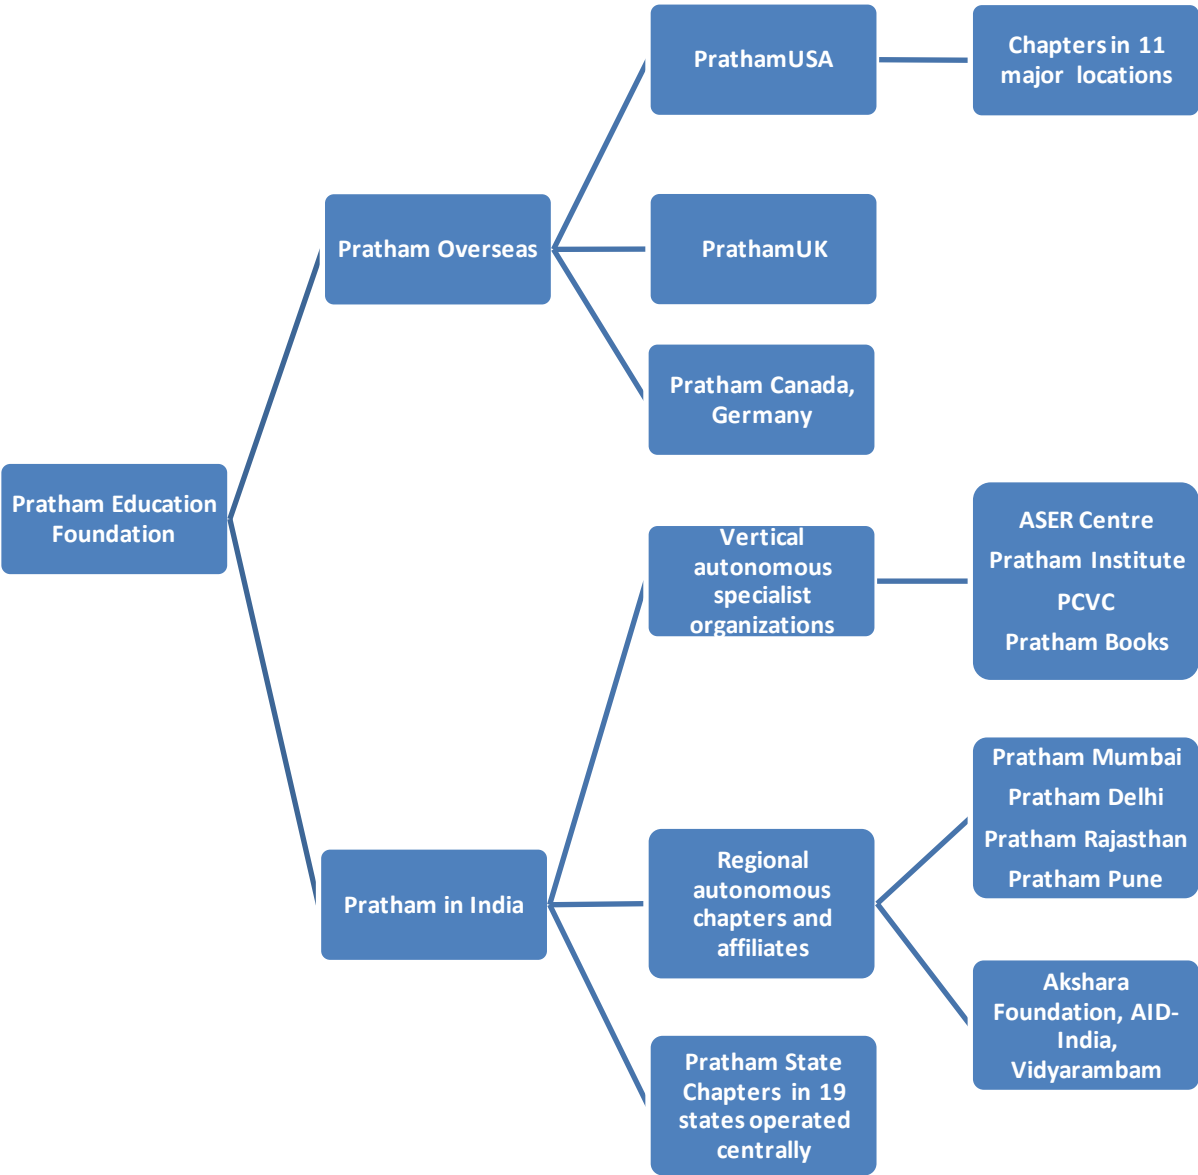 Pratham Education
Foundation
Pratham Overseas
PrathamUSA
Chapters in 11
major locations
PrathamUK
Pratham Canada,
Germany
Pratham in India
Vertical
autonomous
specialist
organizations
ASER Centre
Pratham Institute
PCVC
Pratham Books
Regional
autonomous
chapters and
affiliates
Pratham Mumbai
Pratham Delhi
Pratham Rajasthan
Pratham Pune
Akshara
Foundation, AID-
India,
Vidyarambam
Pratham State
Chapters in 19
states operated
centrally